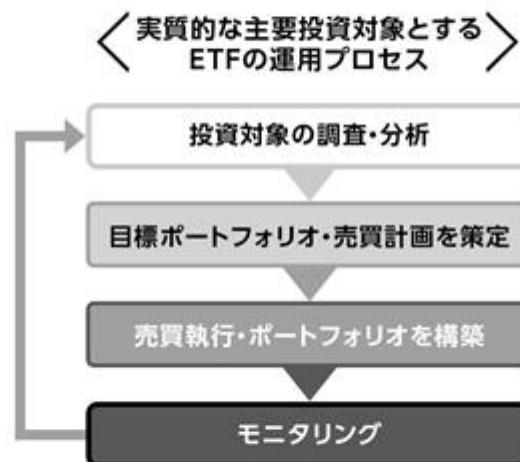 実質的な主要投資対象とする
ETFの運用プロセス
投資対象の調査・分析
目標ポートフォリオ・売買計画を策定
売買執行・ポートフォリオを構築
モニタリング